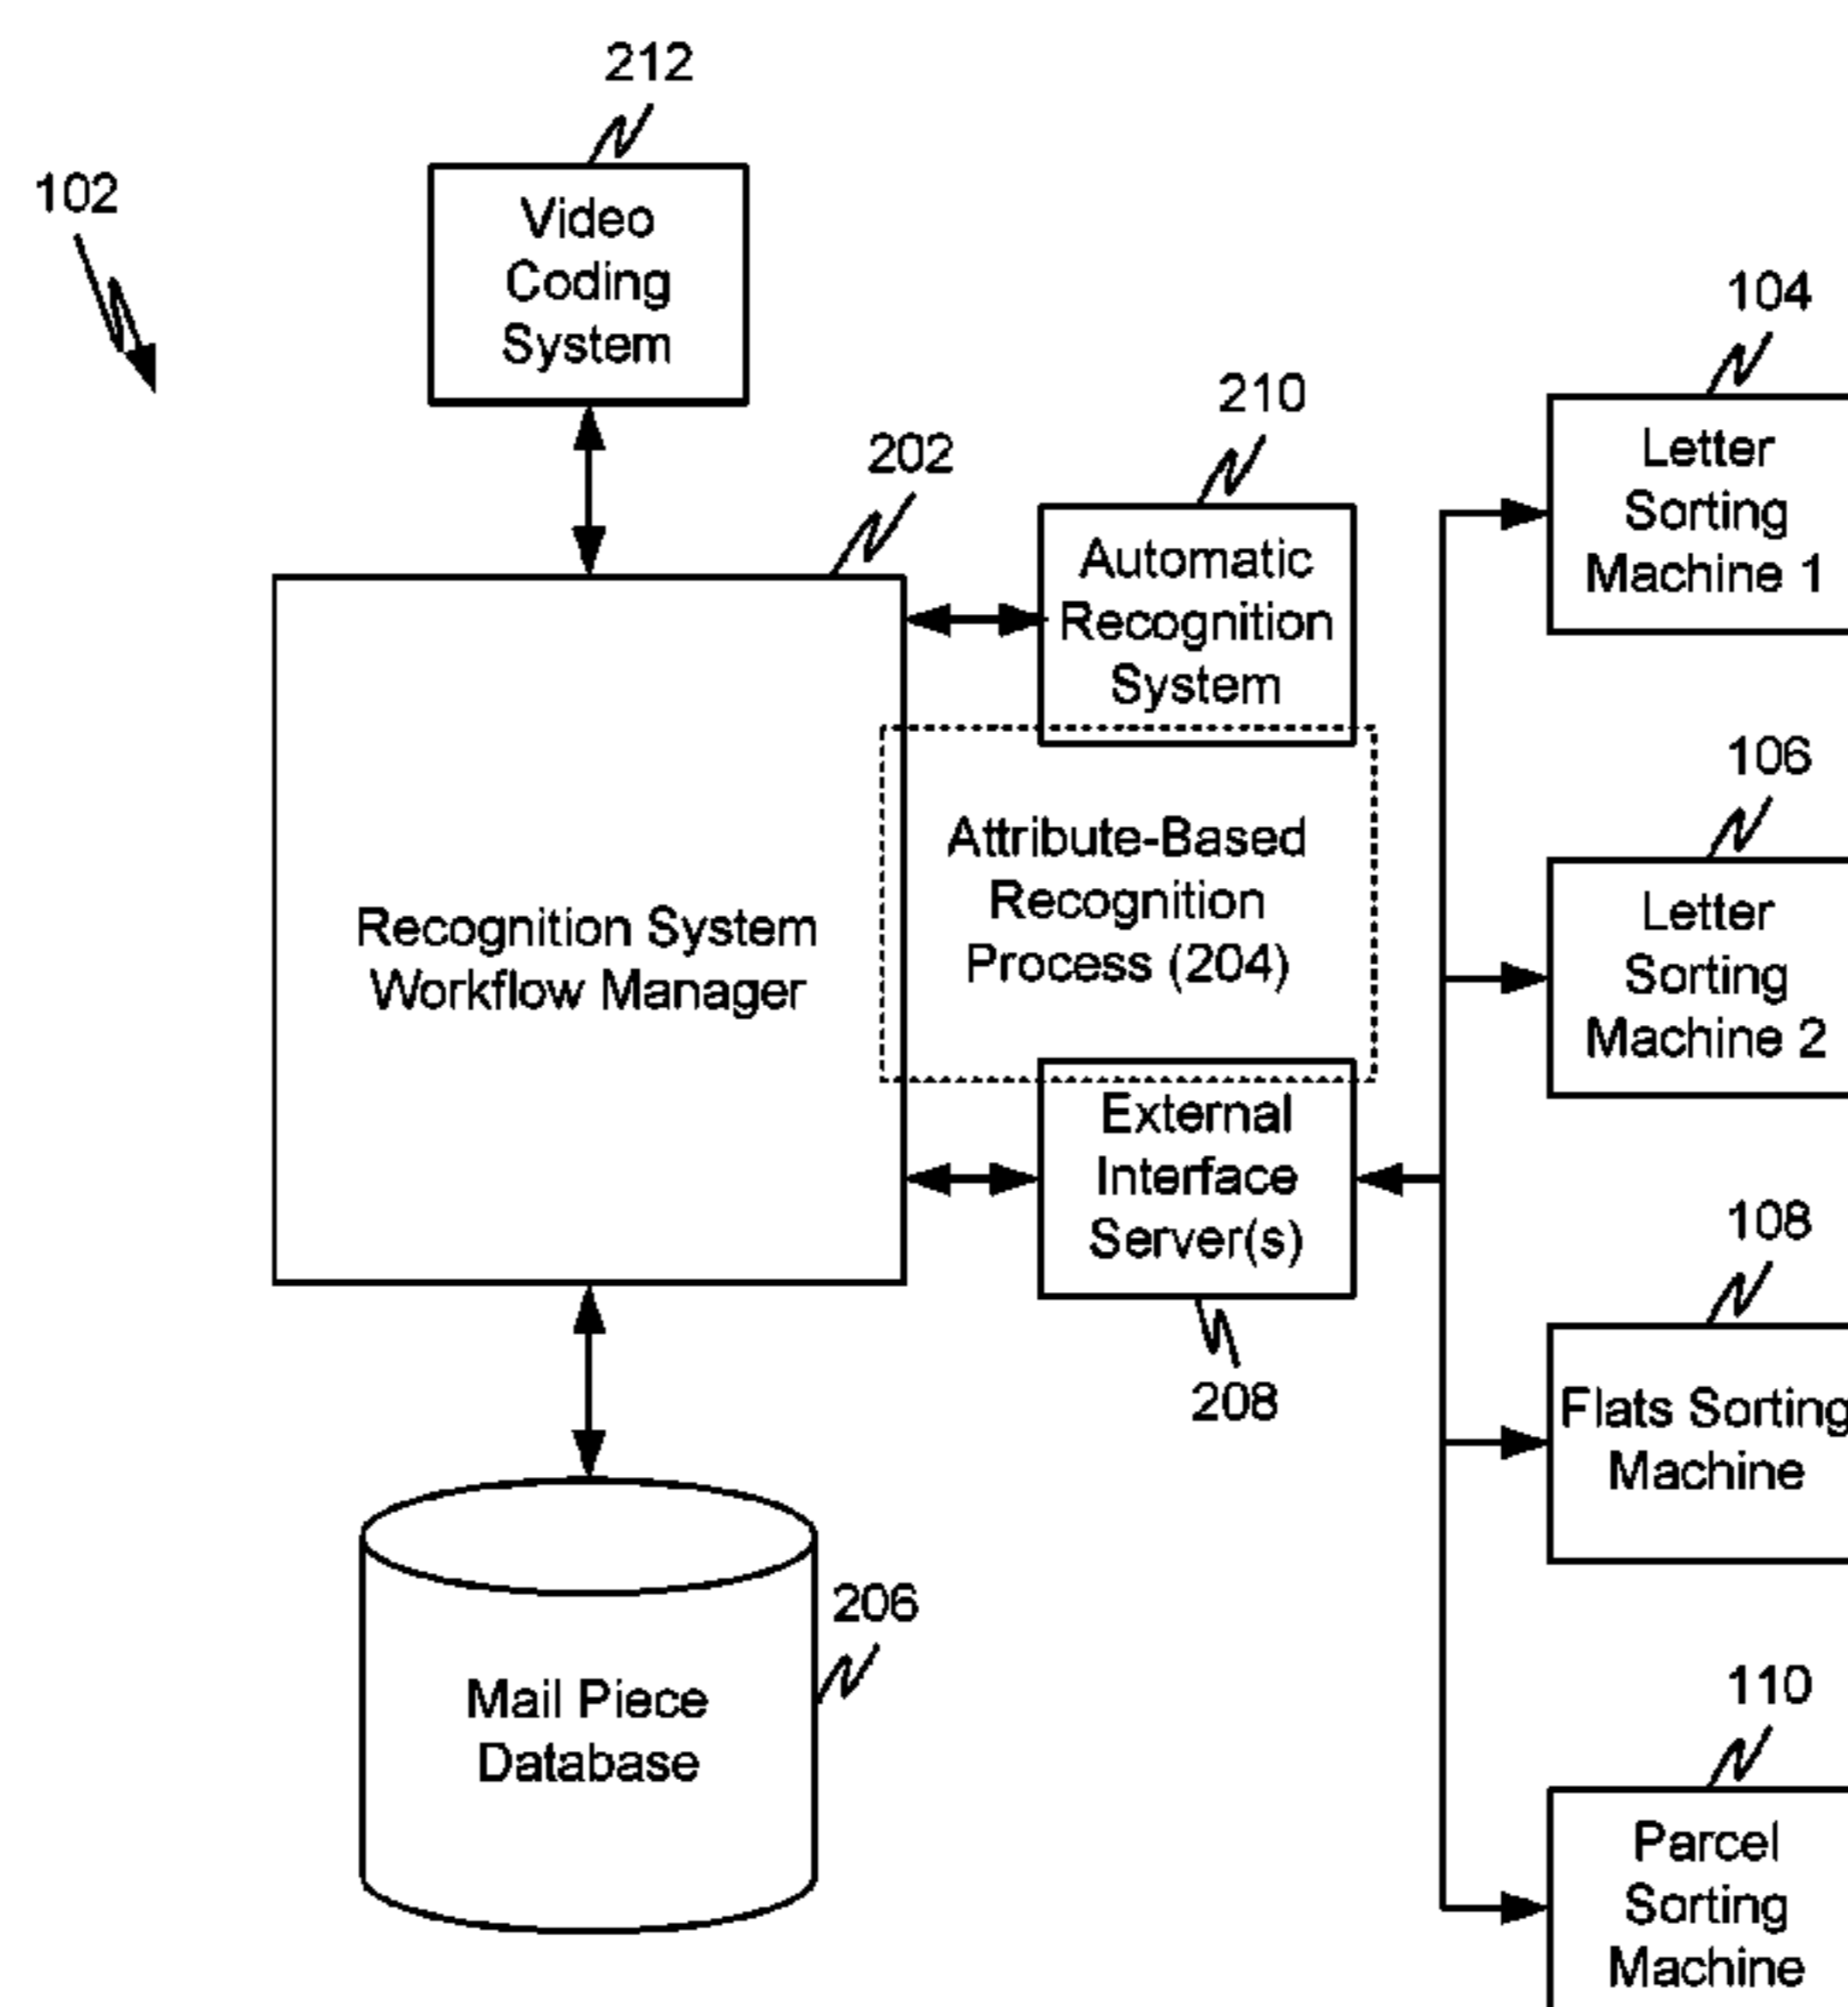 212
102
Video
Coding
System
104
210
202
Letter
Sorting
Machine 1
Automatic
Recognition
System
106
Attribute-Based
Recognition
Process (204)
Recognition System
Workflow Manager
Letter
Sorting
Machine 2
External
Interface
Server(s)
108
208
Flats Sorting
Machine
206
Mail Piece
Database
110
Parcel
Sorting
Machine